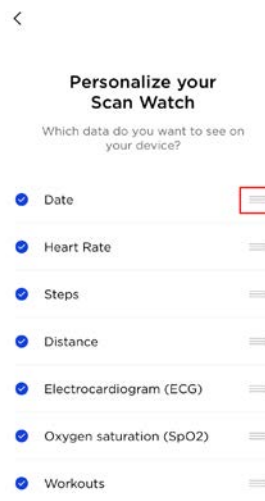 Personalize your
Scan Watch
Which data do you want to see on
your device?
Date
Heart Rate
Steps
Distance
Electrocardiogram (ECG)
Oxygen saturation (SpO2)
Workouts